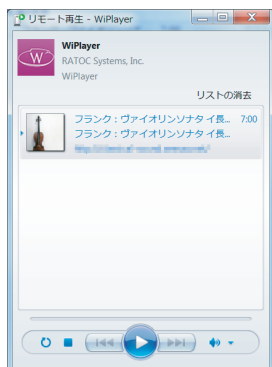 リモート再生 - WiPlayer
WiPlayer
RATOC Systems, Inc.
WiPlayer
リストの消去
フランク：ヴァイオリンソナタ イ長... 7:00
フランク：ヴァイオリンソナタ イ長...